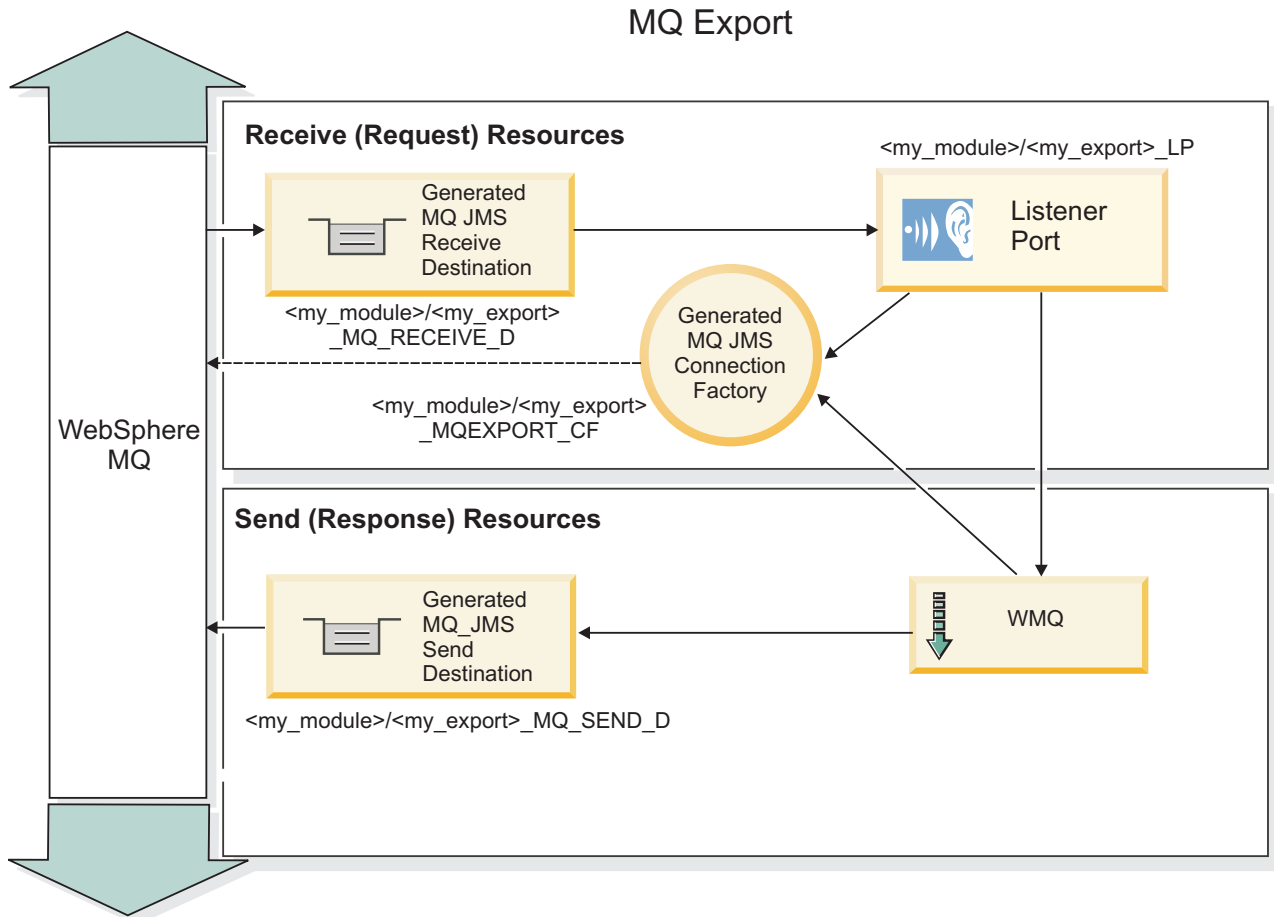 MQ Export
Receive (Request) Resources
<my_module>/<my_export>_LP
Generated
MQ JMS
Receive
Destination
Listener
Port
<my_module>/<my_export>
_MQ_RECEIVE_D
Generated
MQ JMS
Connection
Factory
<my_module>/<my_export>
_MQEXPORT_CF
WebSphere
MQ
Send (Response) Resources
Generated
MQ_JMS
Send
Destination
WMQ
<my_module>/<my_export>_MQ_SEND_D